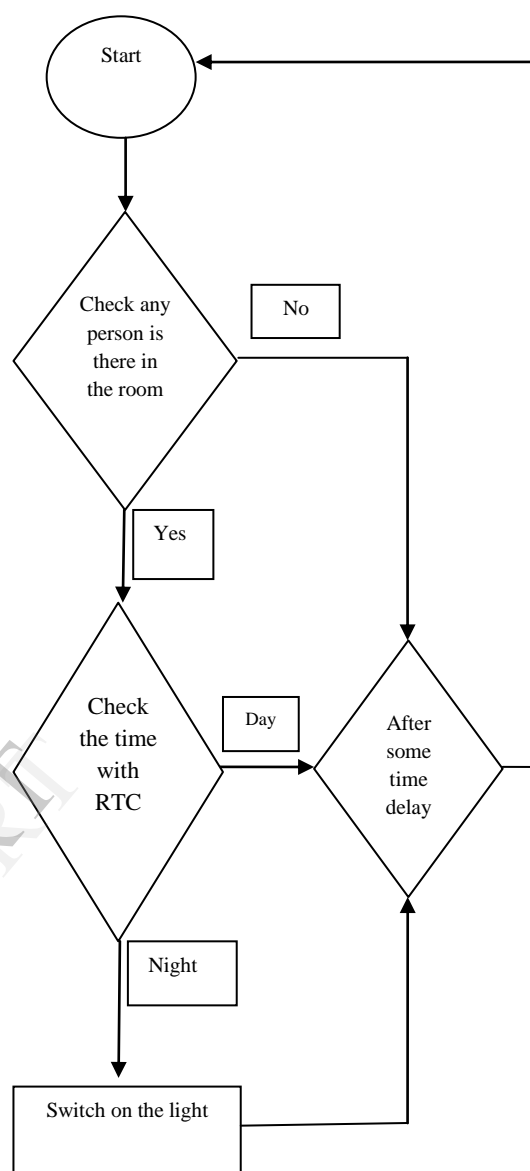 Start
Check any
person is
there in
the room
No
Yes
Check
the time
with
RTC
Day
After
some
time
delay
Night
Switch on the light